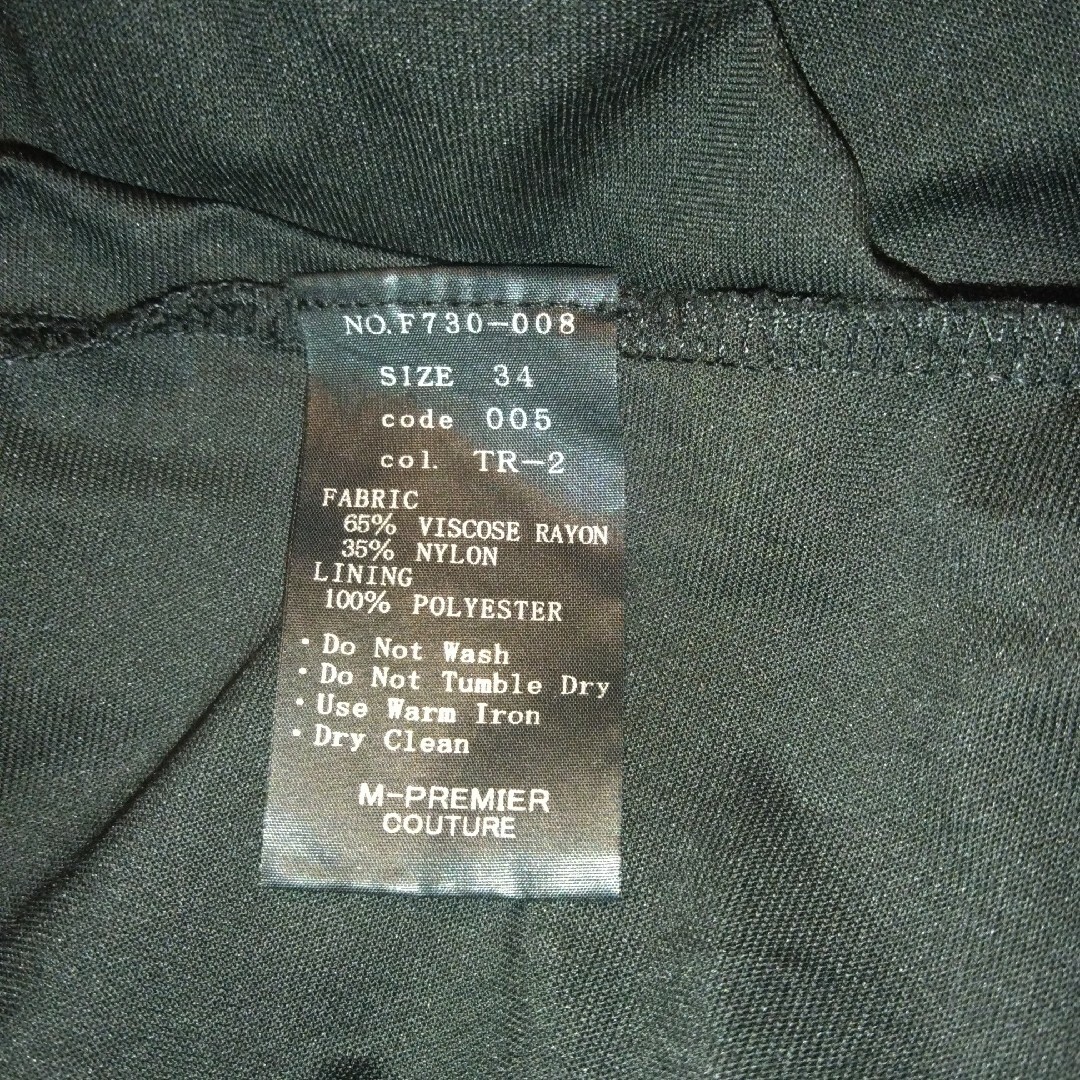 NO.F730-008
SIZE 34
code 005
col. TR-2
FABRIC
65% VISCOSE RAYON
35% NYLON
LINING
100% POLYESTER
・Do Not Wash
・Do Not Tumble Dry
・Use Warm Iron
・Dry Clean
M-PREMIER
COUTURE